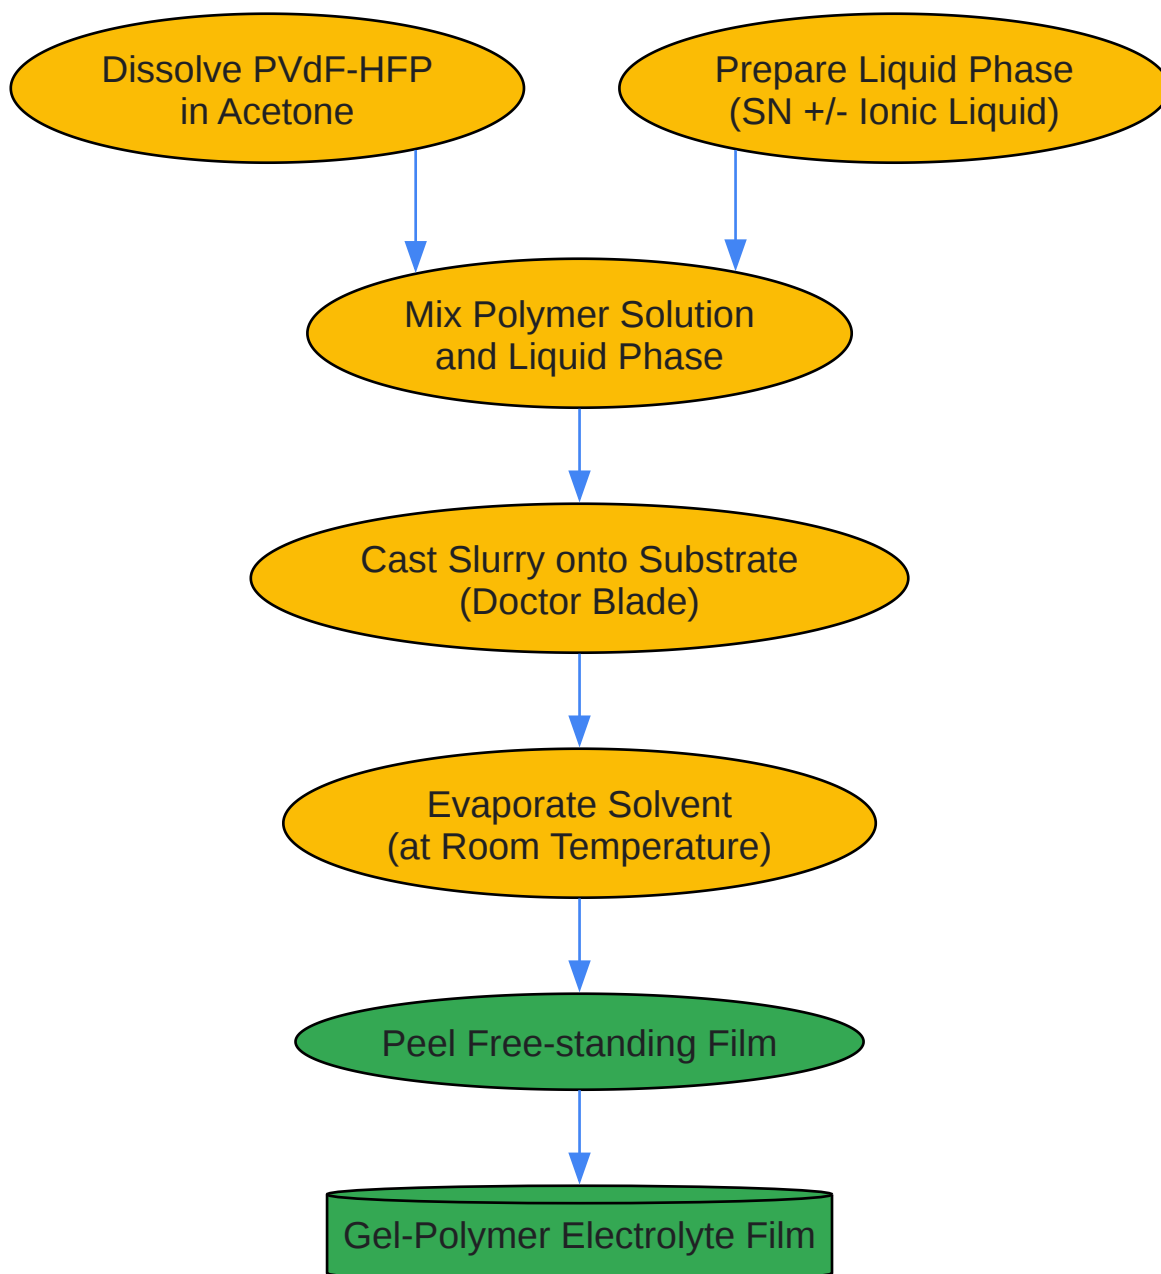 Dissolve PVdF-HFP
in Acetone
Prepare Liquid Phase
(SN +/- Ionic Liquid)
Mix Polymer Solution
and Liquid Phase
Cast Slurry onto Substrate
(Doctor Blade)
Evaporate Solvent
(at Room Temperature)
Peel Free-standing Film
Gel-Polymer Electrolyte Film